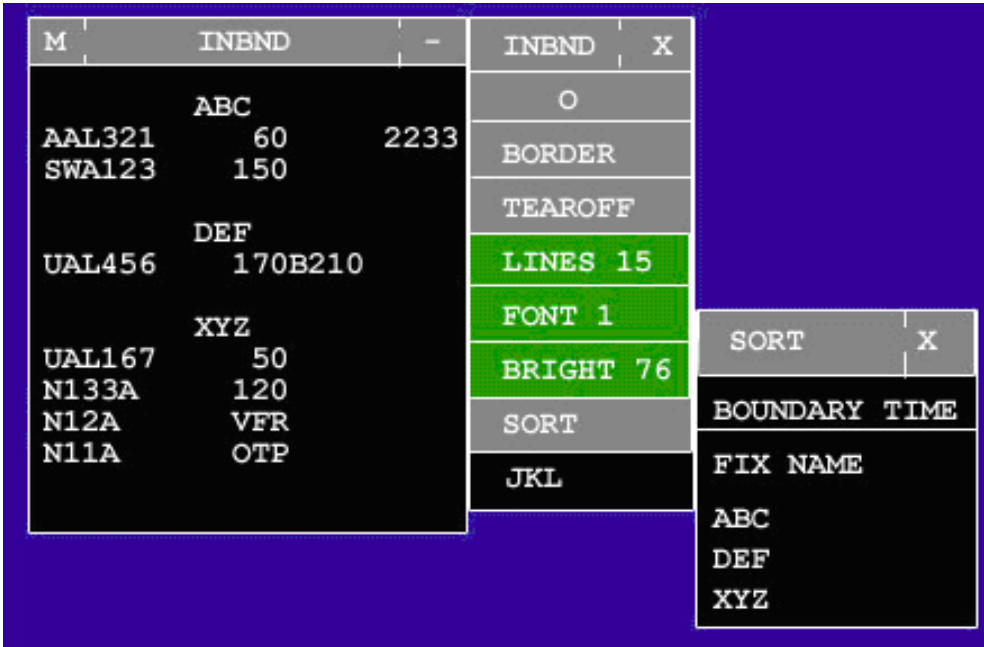 M INBND -
ABC
AAL321 60 2233
SWA123 150
DEF
UAL456 170B210
XYZ
UAL167 50
N133A 120
N12A VFR
N11A OTP
INBND X
O
BORDER
TEAROFF
LINES 15
FONT 1
BRIGHT 76
SORT
JKL
SORT X
BOUNDARY TIME
FIX NAME
ABC
DEF
XYZ